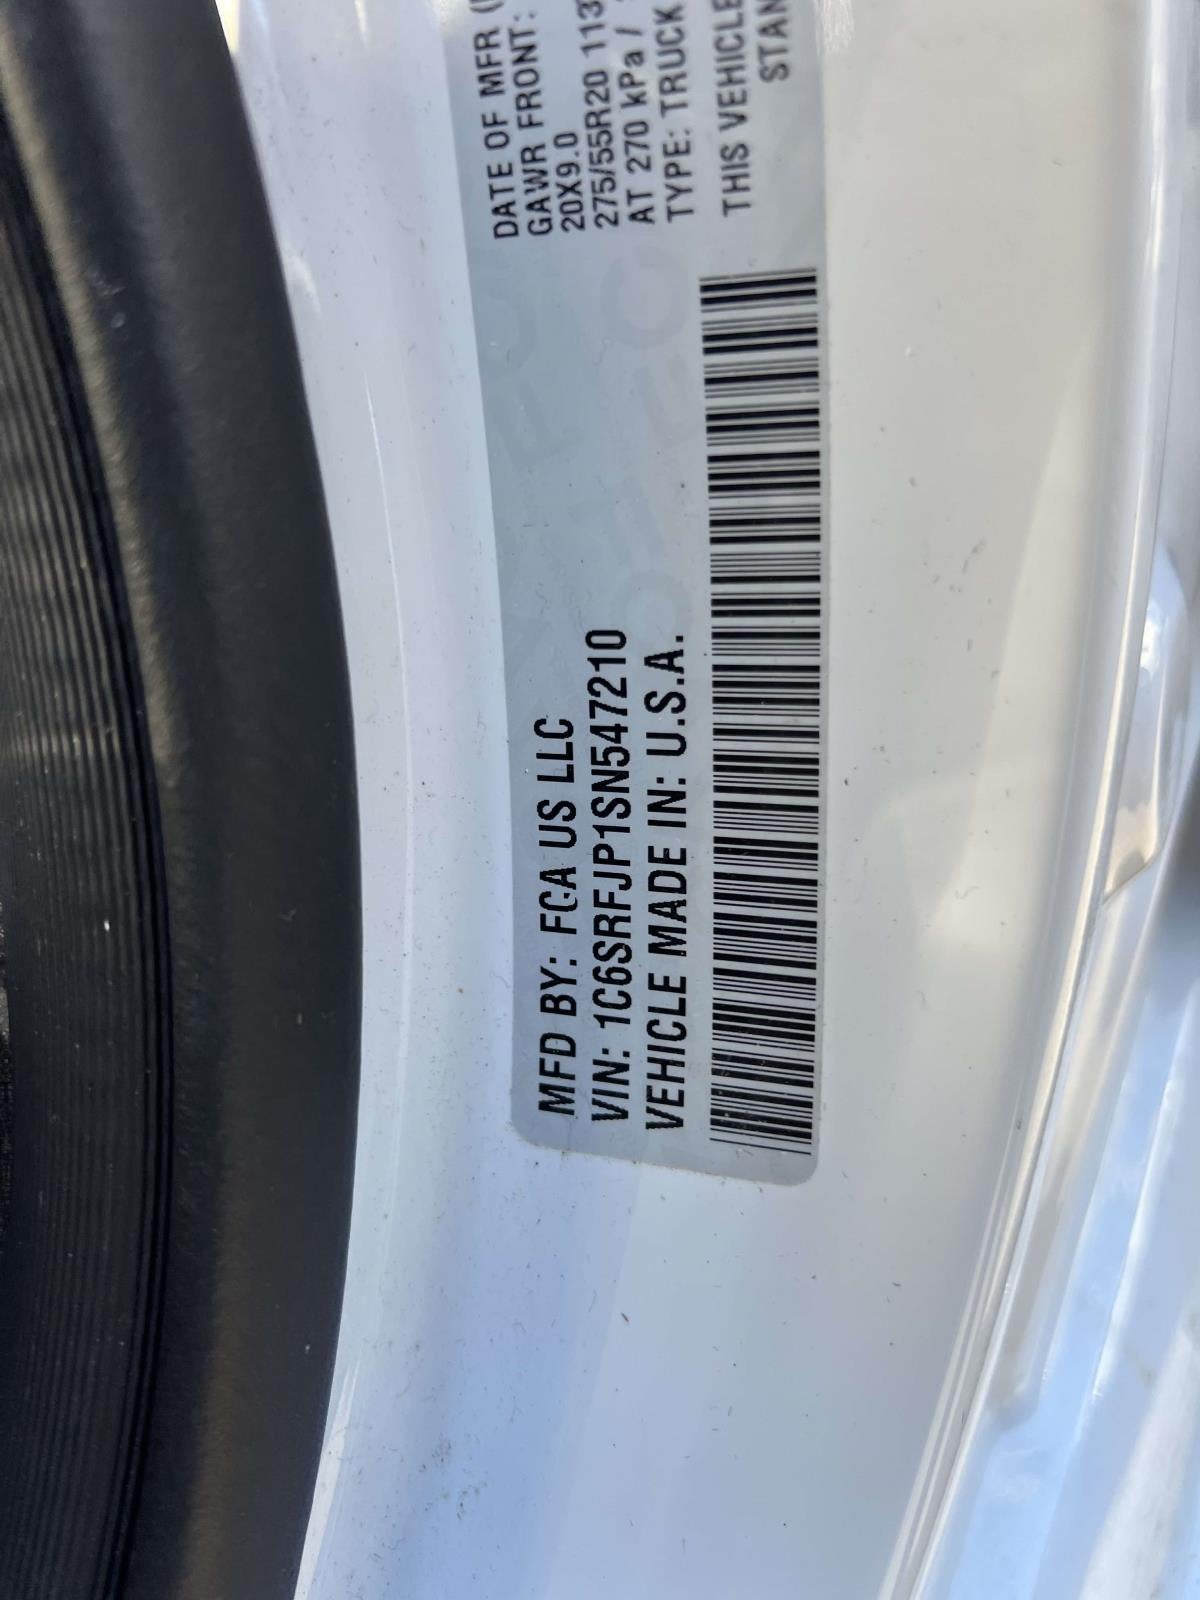 MFD BY: FCA US LLC
VIN: 1C6SRFJP1SN547210
VEHICLE MADE IN: U.S.A.
DATE OF MFR
GAWR FRONT:
20X9.0
275/55R20 113
AT 270 kPa /
TYPE: TRUCK
THIS VEHICLE
STAN